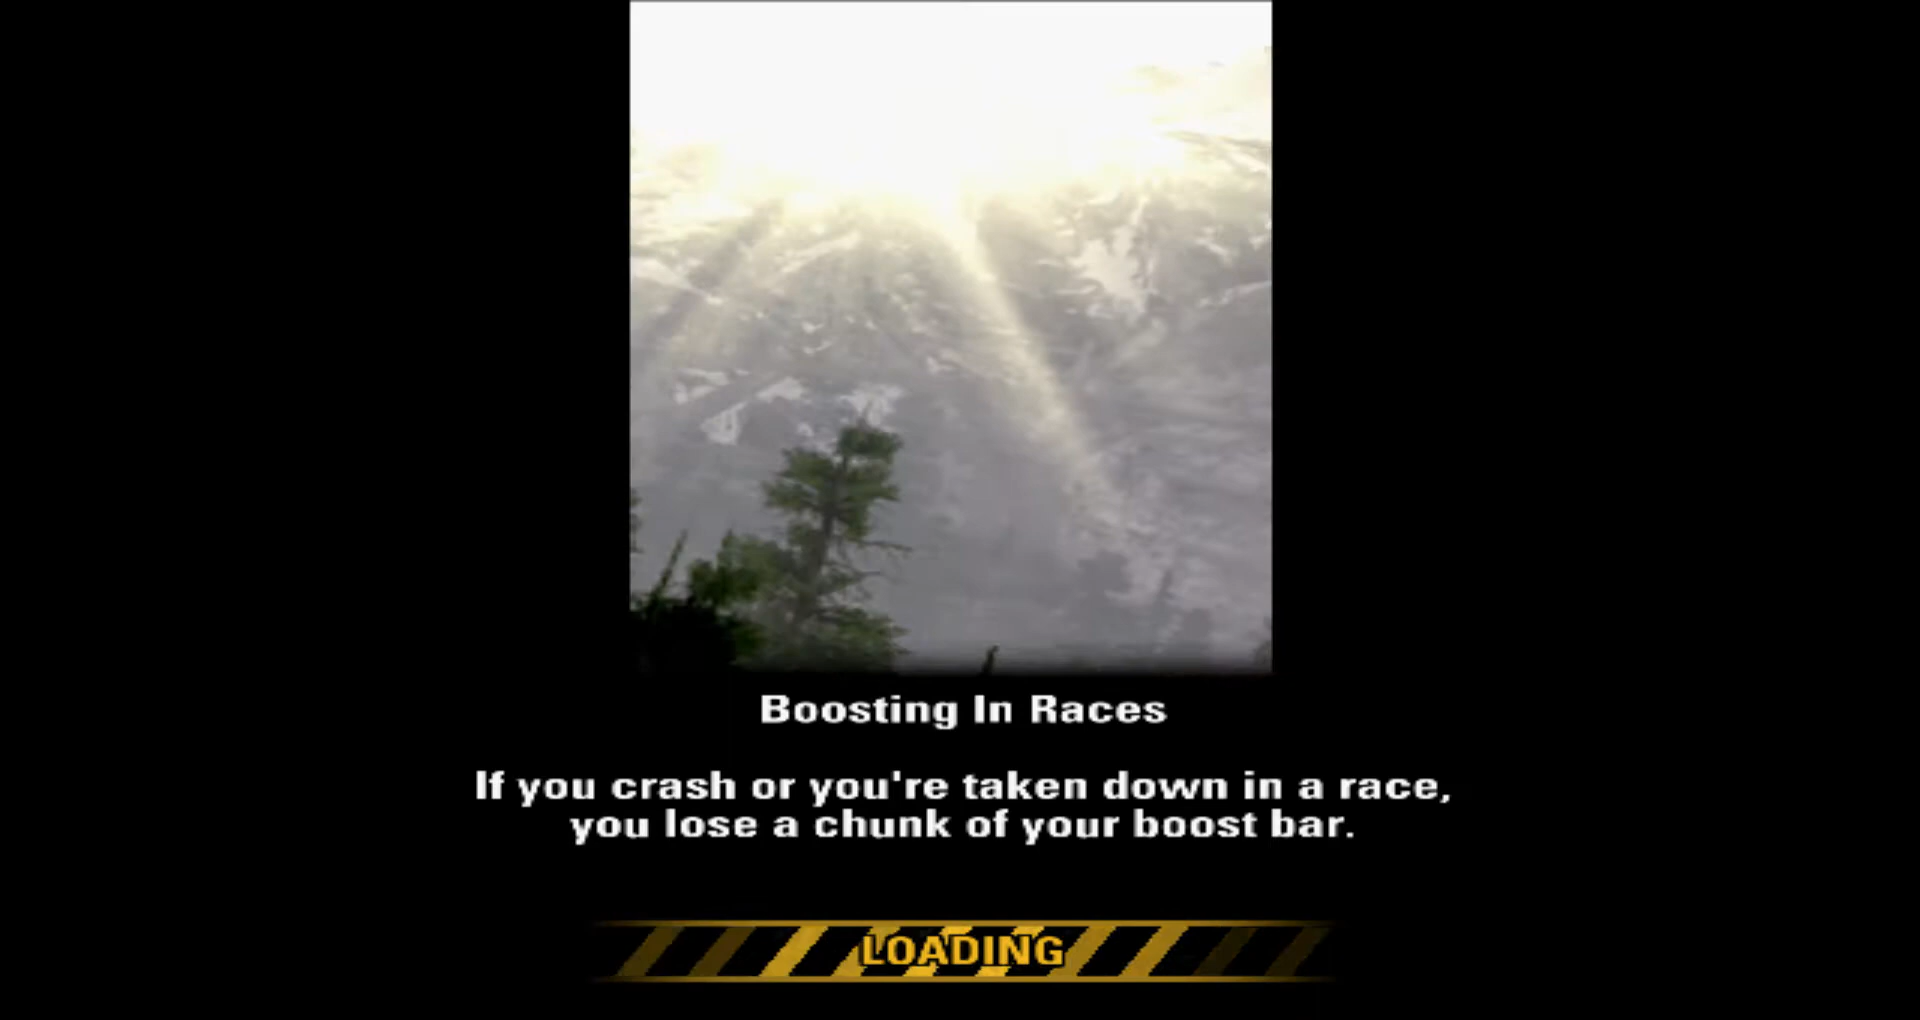 Boosting In Races
If you crash or you're taken down in a race,
you lose a chunk of your boost bar.
LOADING